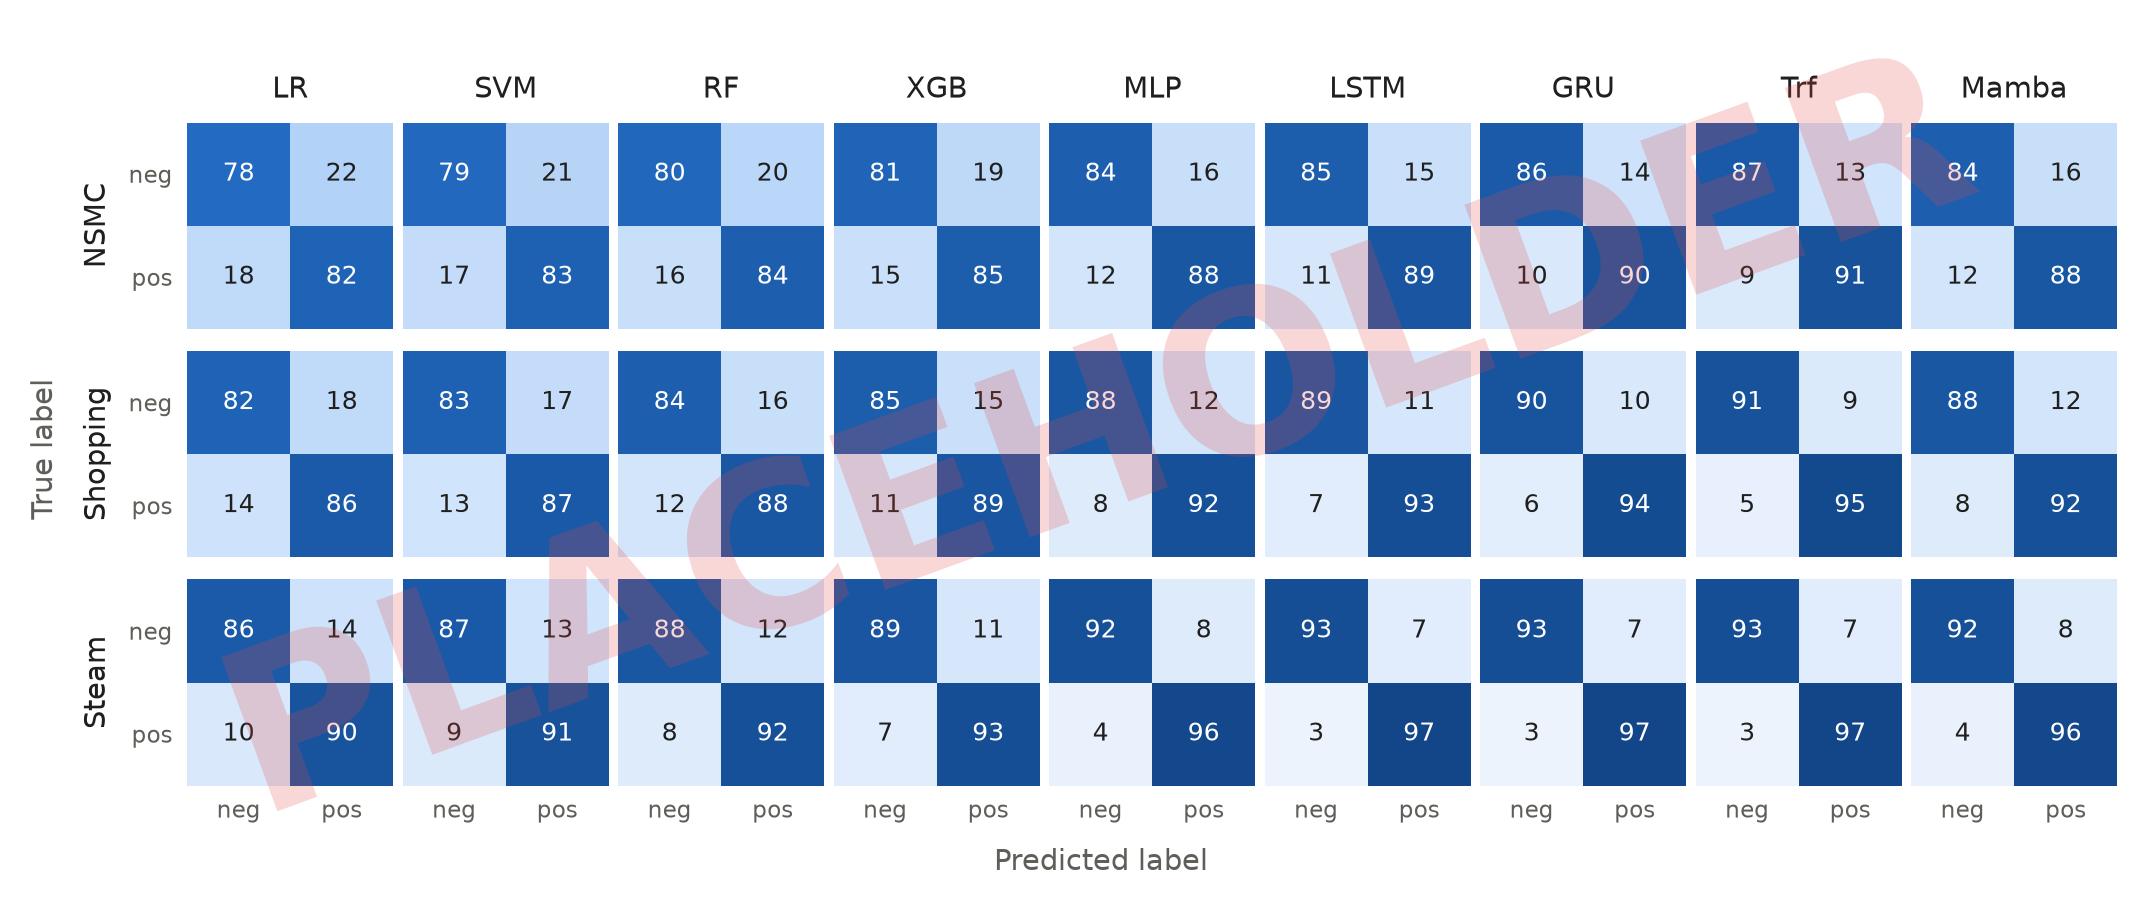 LR SVM RF XGB MLP LSTM GRU Trf Mamba
NSMC
neg 78 22 79 21 80 20 81 19 84 16 85 15 86 14 87 13 84 16
pos 18 82 17 83 16 84 15 85 12 88 11 89 10 90 9 91 12 88
True label
Shopping
neg 82 18 83 17 84 16 85 15 88 12 89 11 90 10 91 9 88 12
pos 14 86 13 87 12 88 11 89 8 92 7 93 6 94 5 95 8 92
Steam
neg 86 14 87 13 88 12 89 11 92 8 93 7 93 7 93 7 92 8
pos 10 90 9 91 8 92 7 93 4 96 3 97 3 97 3 97 4 96
neg pos neg pos neg pos neg pos neg pos neg pos neg pos neg pos neg pos
Predicted label
PLACEHOLDER